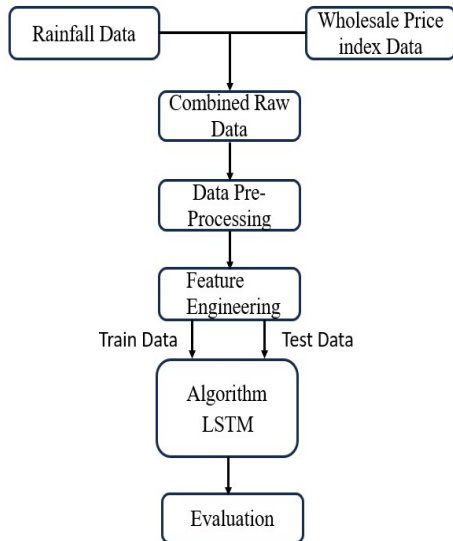 Rainfall Data
Wholesale Price
index Data
Combined Raw
Data
Data Pre-
Processing
Feature
Engineering
Train Data
Test Data
Algorithm
LSTM
Evaluation